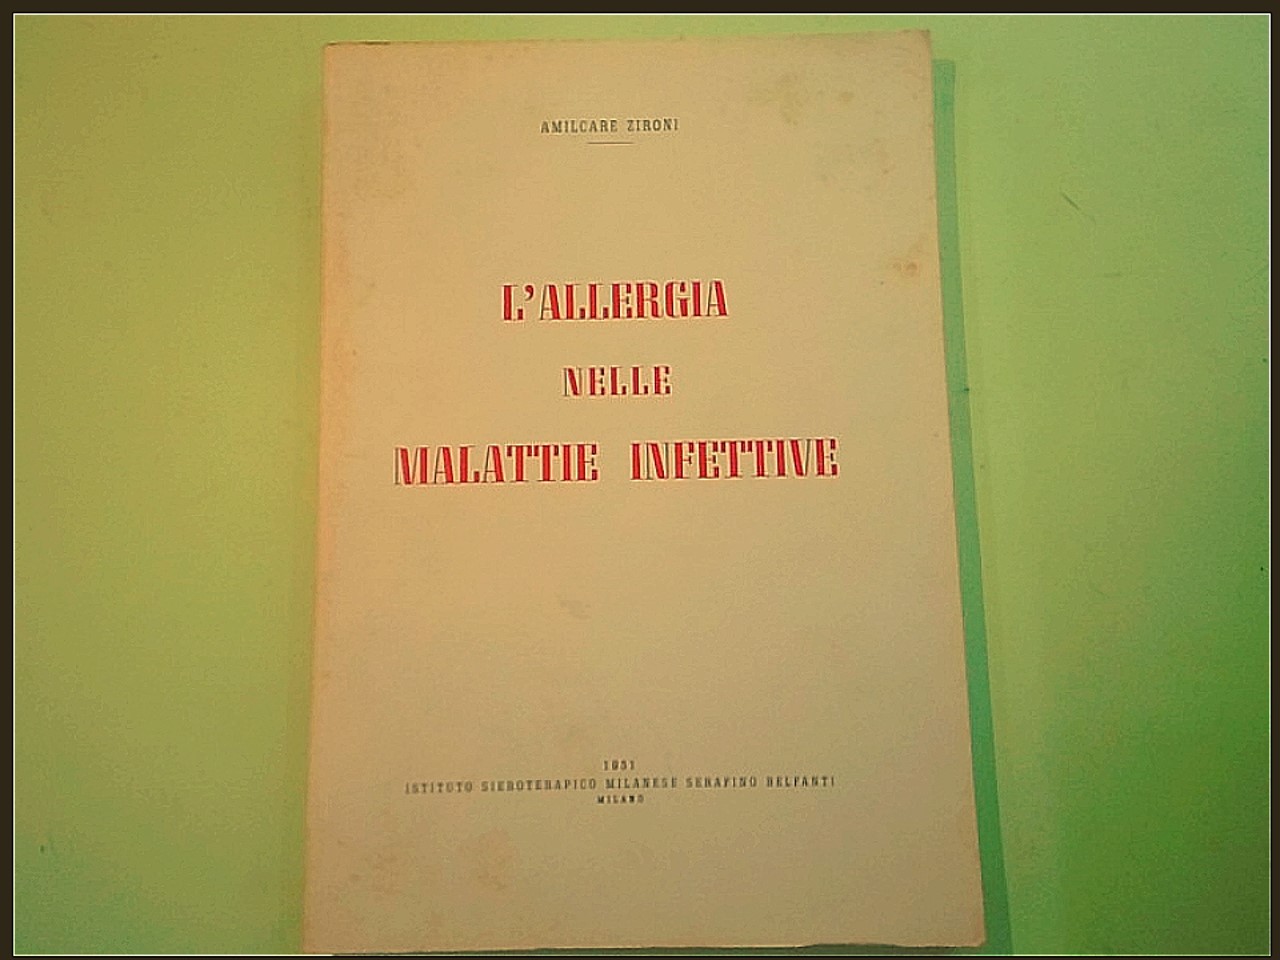 AMILCARE ZIRONI
L'ALLERGIA
NELLE
MALATTIE INFETTIVE
1951
ISTITUTO SIEROTERAPICO MILANESE SERAFINO BELFANTI
MILANO